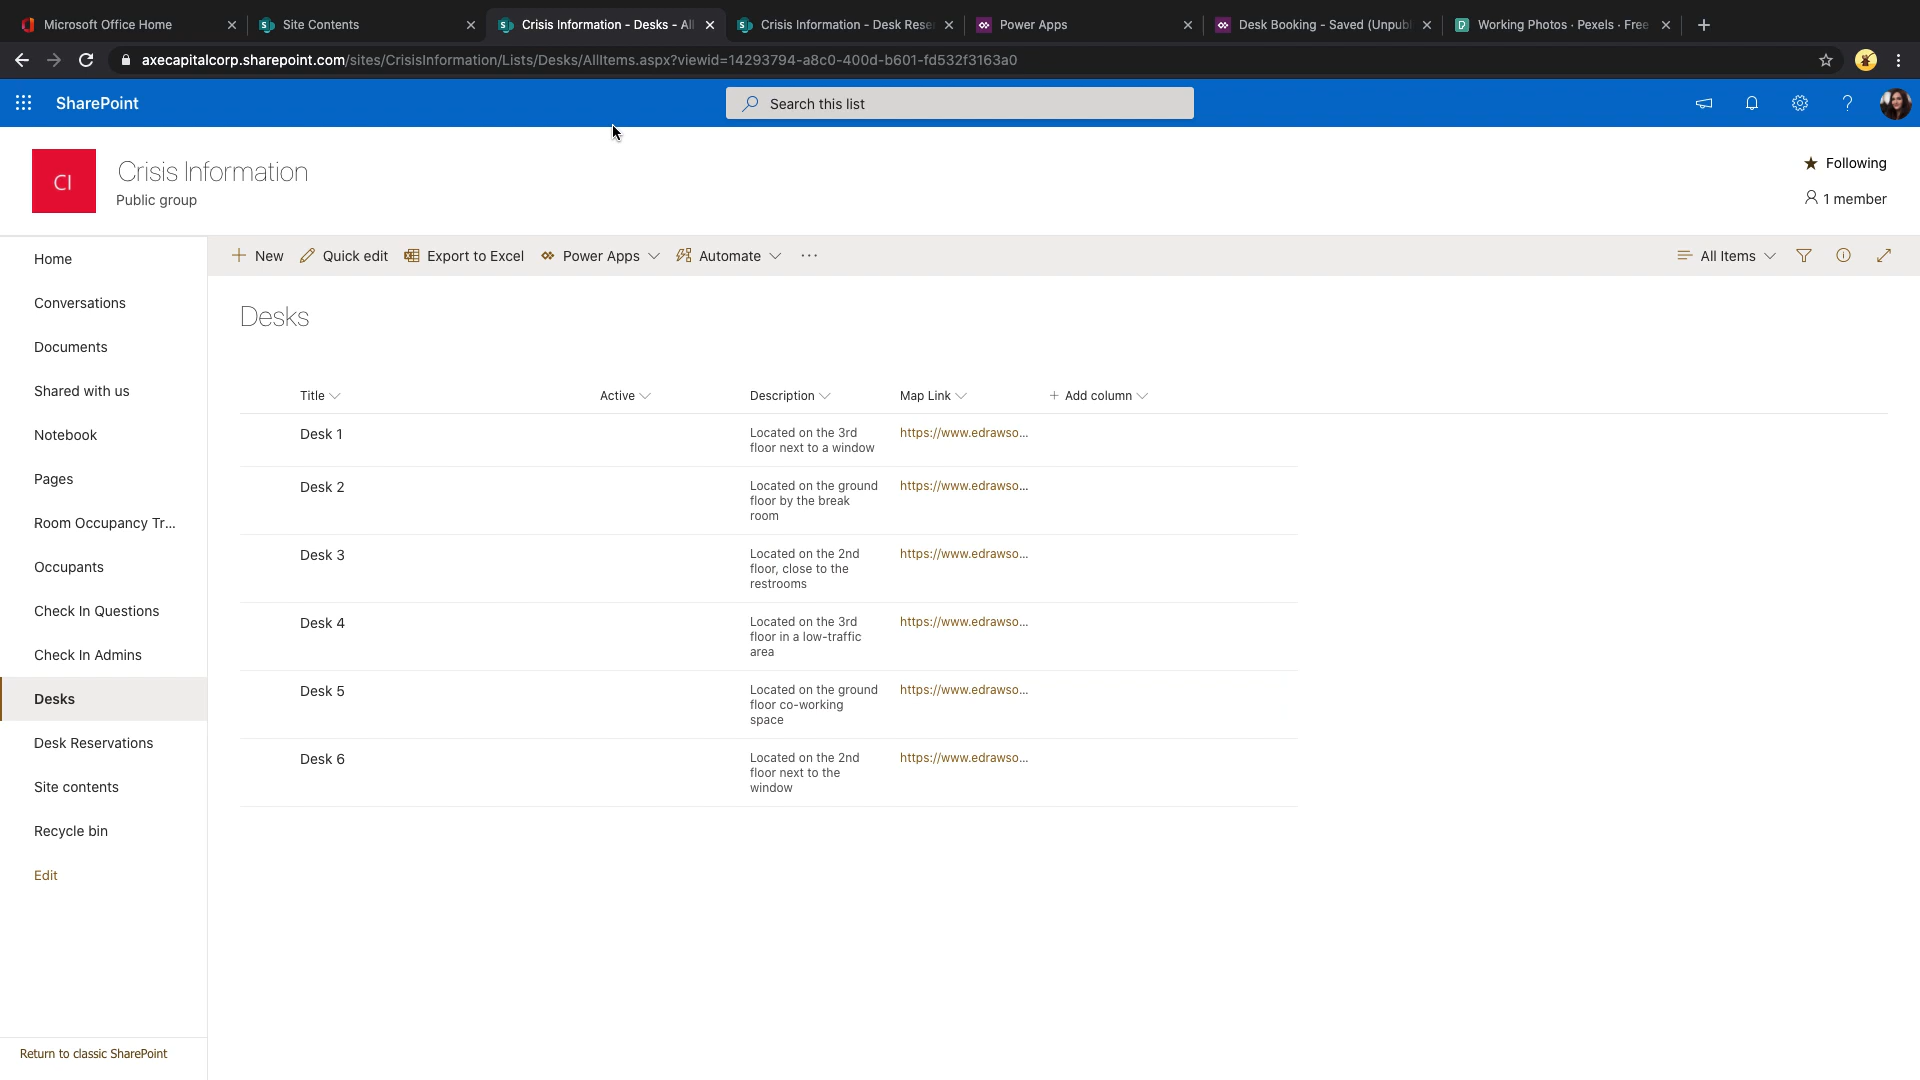 Microsoft Office Home
Site Contents
Crisis Information - Desks - All
Crisis Information - Desk Rese
Power Apps
Desk Booking - Saved (Unpubl
Working Photos · Pexels · Free
axecapitalcorp.sharepoint.com/sites/CrisisInformation/Lists/Desks/AllItems.aspx?viewid=14293794-a8c0-400d-b601-fd532f3163a0
SharePoint
Search this list
CI
Crisis Information
Public group
Following
1 member
Home
Conversations
Documents
Shared with us
Notebook
Pages
Room Occupancy Tr...
Occupants
Check In Questions
Check In Admins
Desks
Desk Reservations
Site contents
Recycle bin
Edit
Return to classic SharePoint
New
Quick edit
Export to Excel
Power Apps
Automate
All Items
Desks
Title
Active
Description
Map Link
Add column
Desk 1
Located on the 3rd
floor next to a window
https://www.edrawso...
Desk 2
Located on the ground
floor by the break
room
https://www.edrawso...
Desk 3
Located on the 2nd
floor, close to the
restrooms
https://www.edrawso...
Desk 4
Located on the 3rd
floor in a low-traffic
area
https://www.edrawso...
Desk 5
Located on the ground
floor co-working
space
https://www.edrawso...
Desk 6
Located on the 2nd
floor next to the
window
https://www.edrawso...